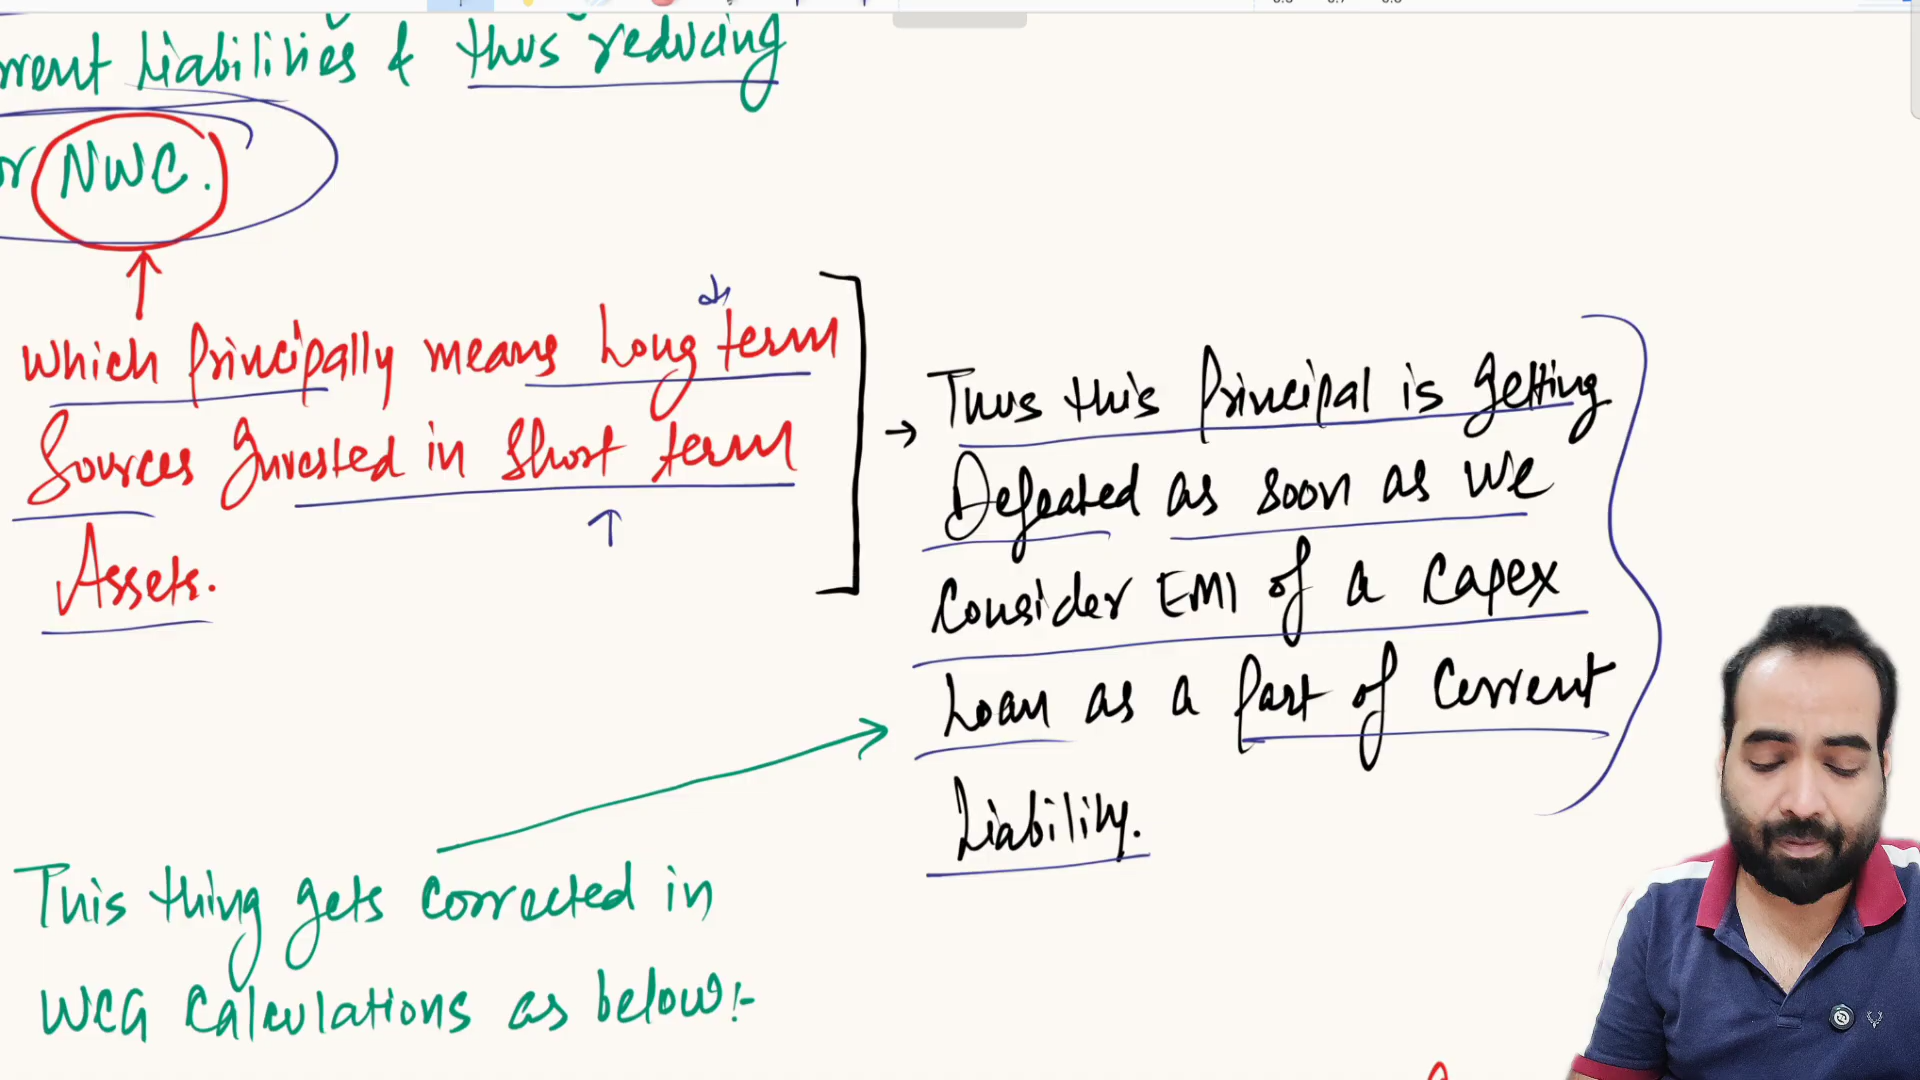 rrent Liabilities & thus reducing
or NWC.
which Principally means Long term
Sources Invested in Short term
Assets.
→ Thus this Principal is getting
Defeated as soon as we
Consider EMI of a Capex
Loan as a part of Current
Liability.
This thing gets corrected in
WCG Calculations as below:-